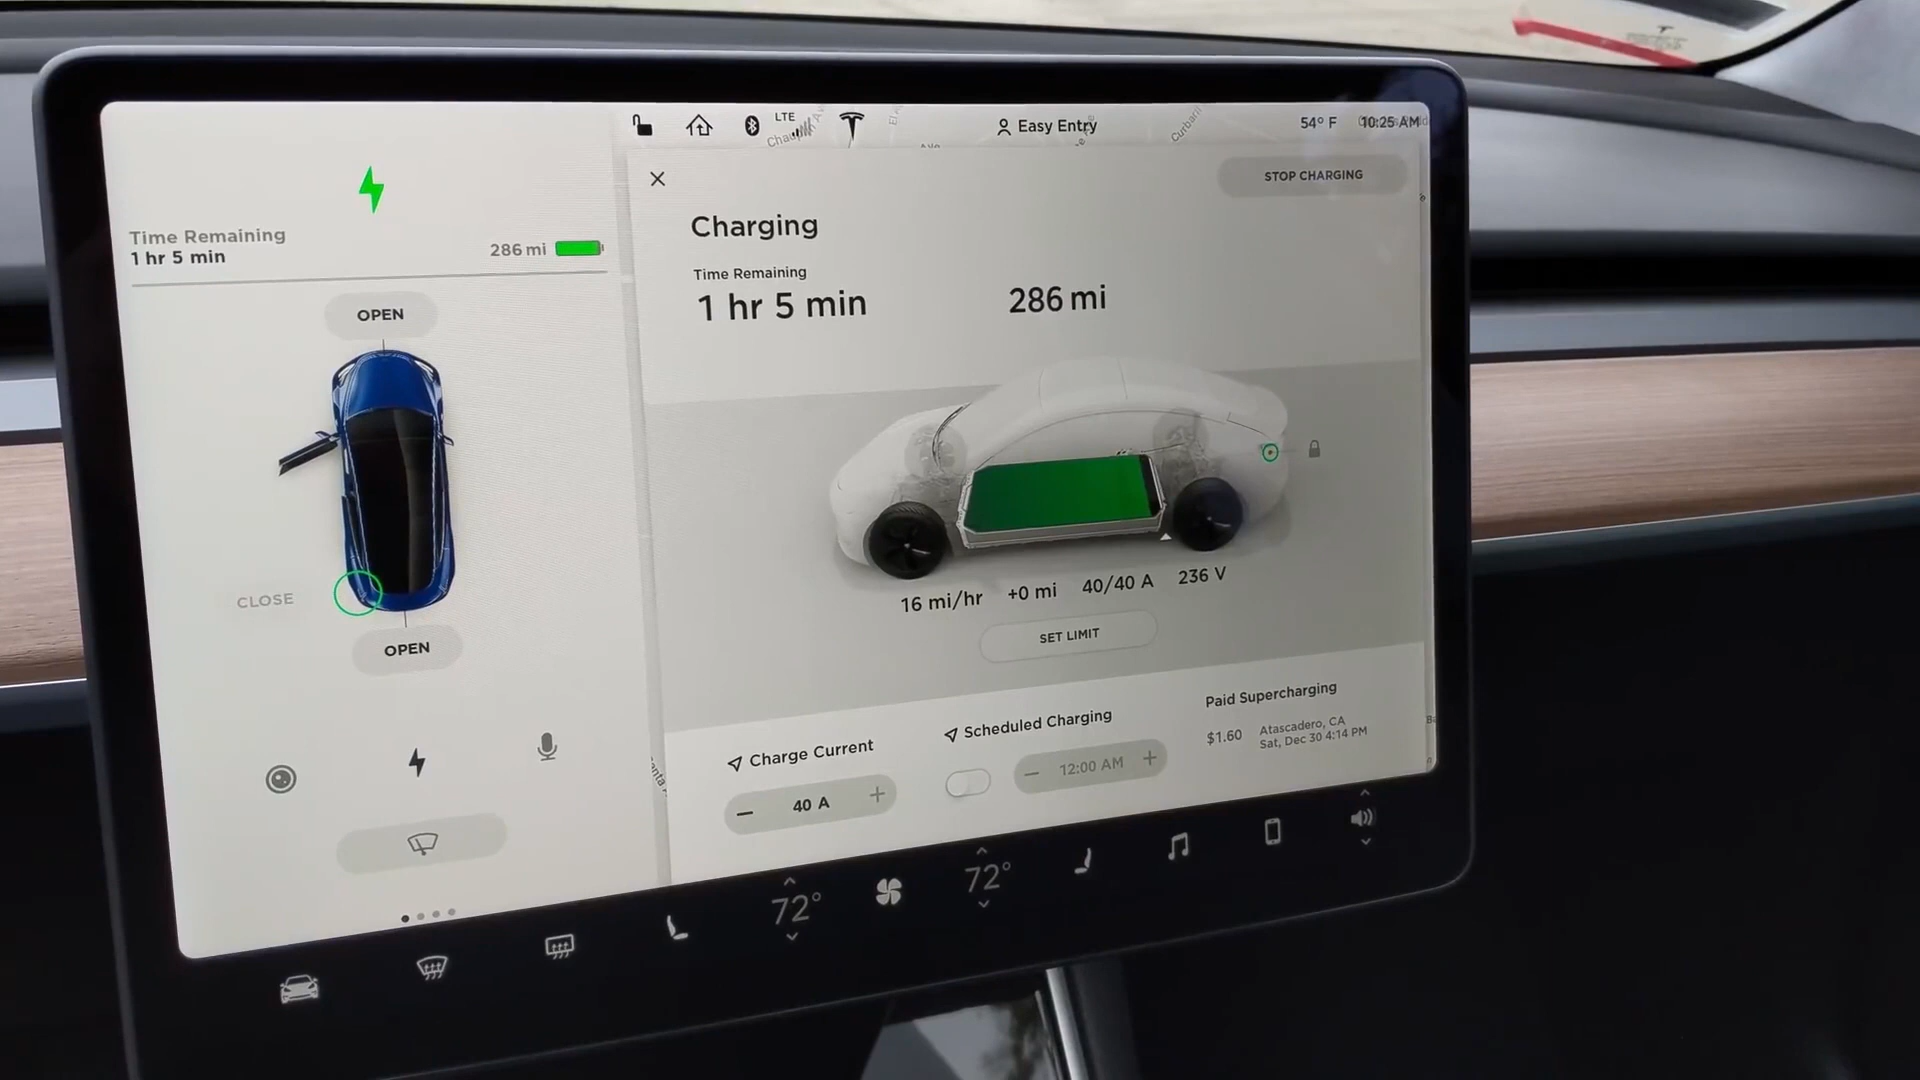 LTE
Easy Entry
54° F
10:25 AM
Time Remaining
1 hr 5 min
286 mi
OPEN
CLOSE
OPEN
STOP CHARGING
Charging
Time Remaining
1 hr 5 min
286 mi
16 mi/hr +0 mi 40/40 A 236 V
SET LIMIT
Charge Current
40 A
Scheduled Charging
12:00 AM
Paid Supercharging
$1.60
Atascadero, CA
Sat, Dec 30 4:14 PM
72°
72°